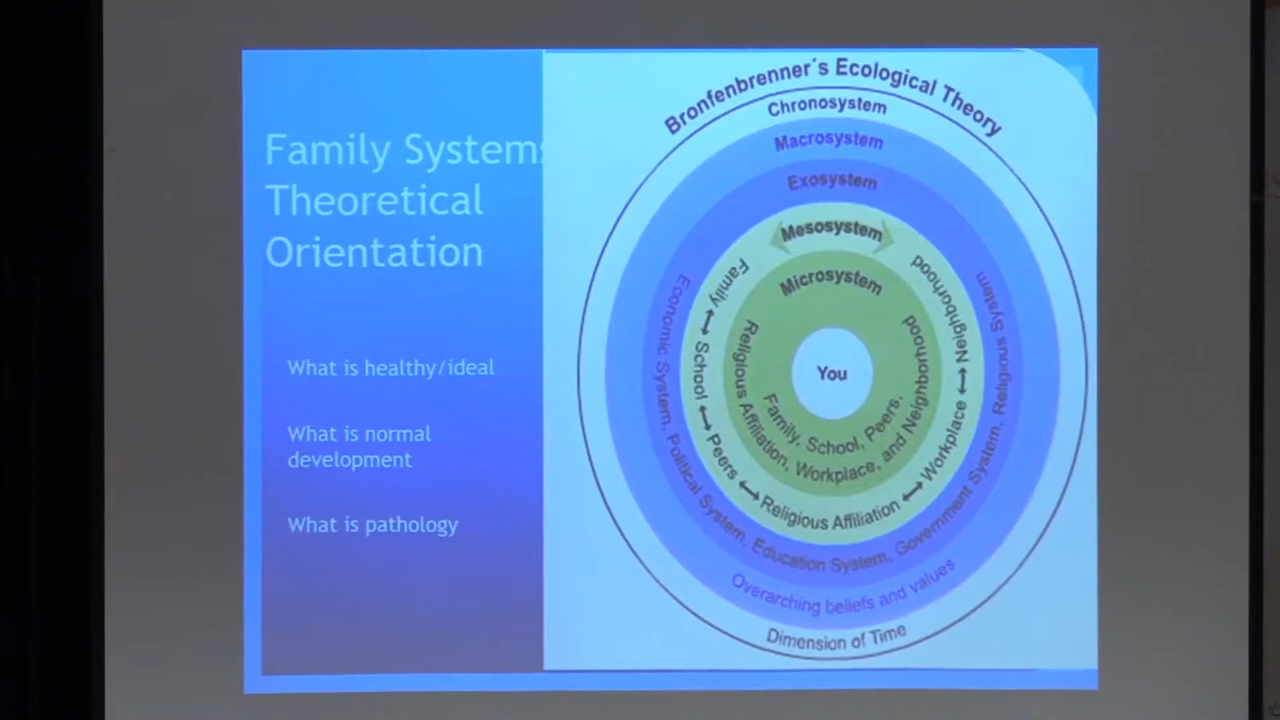 Family Systems
Theoretical
Orientation
What is healthy/ideal
What is normal
development
What is pathology
Bronfenbrenner´s Ecological Theory
Chronosystem
Macrosystem
Exosystem
Mesosystem
Microsystem
You
Family, School, Peers,
Religious Affiliation, Workplace, and Neighborhood
Family ↔ School ↔ Peers ↔ Religious Affiliation ↔ Workplace ↔ Neighborhood
Economic System, Political System, Education System, Government System, Religious System
Overarching beliefs and values
Dimension of Time